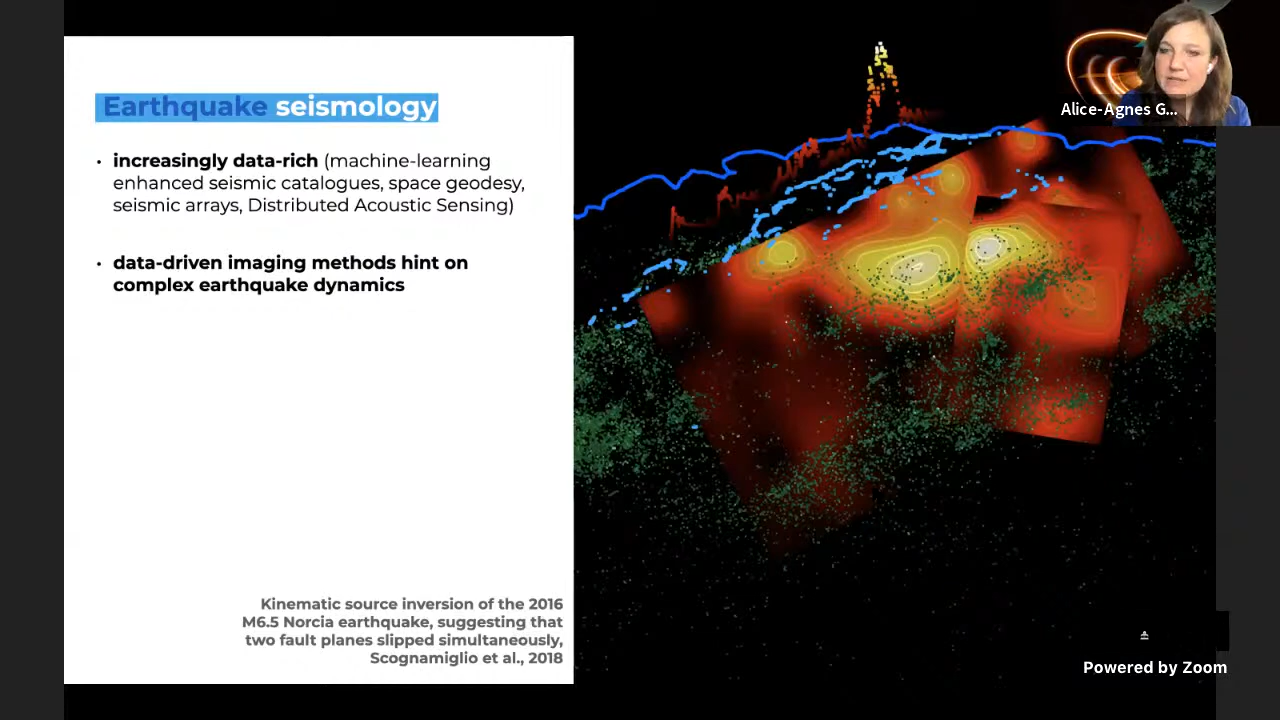 Earthquake seismology
• increasingly data-rich (machine-learning
enhanced seismic catalogues, space geodesy,
seismic arrays, Distributed Acoustic Sensing)
• data-driven imaging methods hint on
complex earthquake dynamics
Kinematic source inversion of the 2016
M6.5 Norcia earthquake, suggesting that
two fault planes slipped simultaneously,
Scognamiglio et al., 2018
Alice-Agnes G...
Powered by Zoom